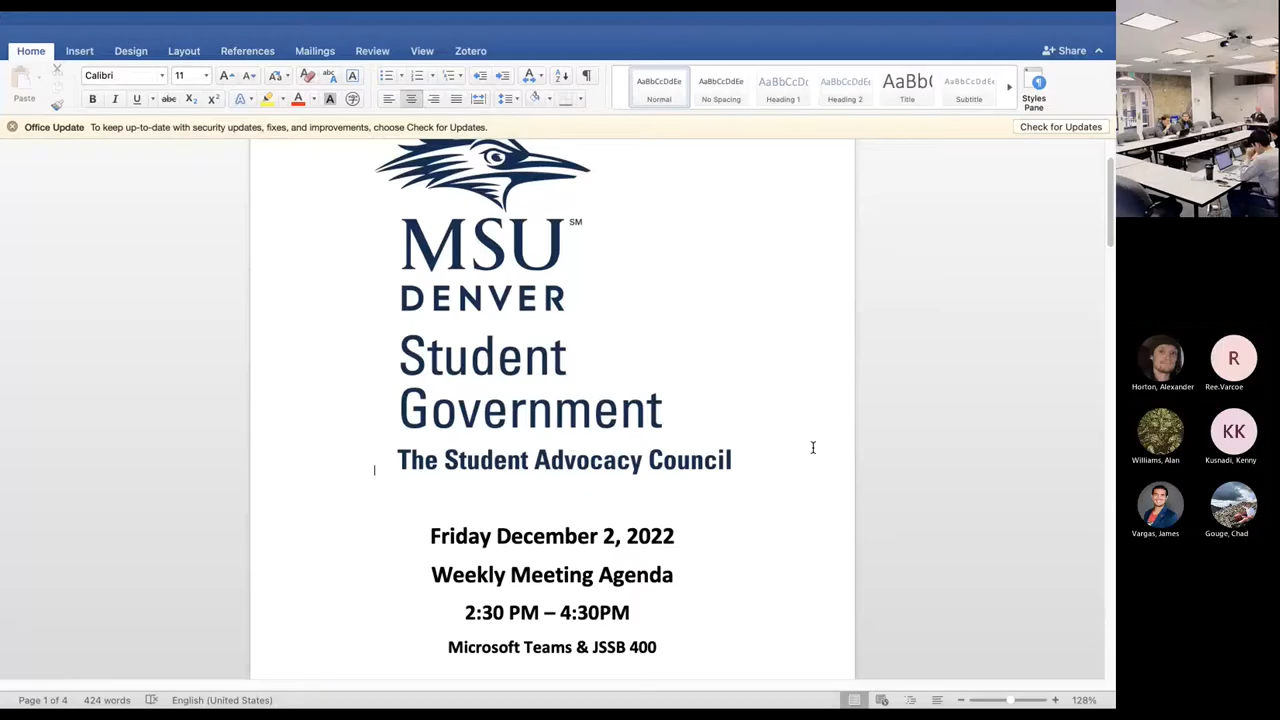 Home Insert Design Layout References Mailings Review View Zotero Share
Paste Calibri 11 AaBbCcDdEe AaBbCcDdEe AaBbCcDc AaBbCcDdEe AaBb( AaBbCcDdEe
B I U abc X₂ X² A Normal No Spacing Heading 1 Heading 2 Title Subtitle Styles Pane
Office Update To keep up-to-date with security updates, fixes, and improvements, choose Check for Updates. Check for Updates
MSU SM
DENVER
Student
Government
The Student Advocacy Council
Friday December 2, 2022
Weekly Meeting Agenda
2:30 PM – 4:30PM
Microsoft Teams & JSSB 400
Page 1 of 4 424 words English (United States) 128%
R
Horton, Alexander Ree.Varcoe
KK
Williams, Alan Kusnadi, Kenny
Vargas, James Gouge, Chad